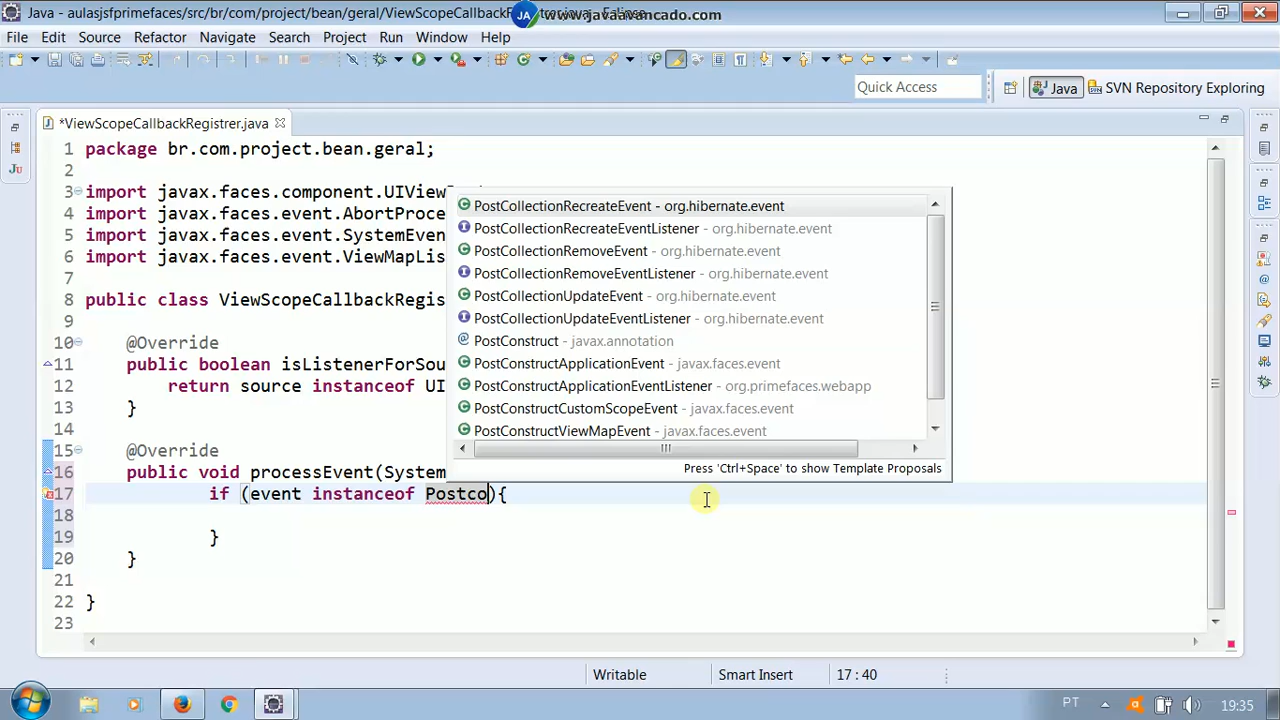 Java - aulasjsfprimefaces/src/br/com/project/bean/geral/ViewScopeCallbackR
www.javaavancado.com
File Edit Source Refactor Navigate Search Project Run Window Help
Quick Access
Java
SVN Repository Exploring
*ViewScopeCallbackRegistrer.java
1 package br.com.project.bean.geral;
2
3 import javax.faces.component.UIView
4 import javax.faces.event.AbortProce
5 import javax.faces.event.SystemEven
6 import javax.faces.event.ViewMapLis
7
8 public class ViewScopeCallbackRegis
9
10 @Override
11 public boolean isListenerForSou
12 return source instanceof UI
13 }
14
15 @Override
16 public void processEvent(System
17 if (event instanceof Postco){
18
19 }
20 }
21
22 }
23
PostCollectionRecreateEvent - org.hibernate.event
PostCollectionRecreateEventListener - org.hibernate.event
PostCollectionRemoveEvent - org.hibernate.event
PostCollectionRemoveEventListener - org.hibernate.event
PostCollectionUpdateEvent - org.hibernate.event
PostCollectionUpdateEventListener - org.hibernate.event
PostConstruct - javax.annotation
PostConstructApplicationEvent - javax.faces.event
PostConstructApplicationEventListener - org.primefaces.webapp
PostConstructCustomScopeEvent - javax.faces.event
PostConstructViewMapEvent - javax.faces.event
Press 'Ctrl+Space' to show Template Proposals
Writable
Smart Insert
17 : 40
PT
19:35